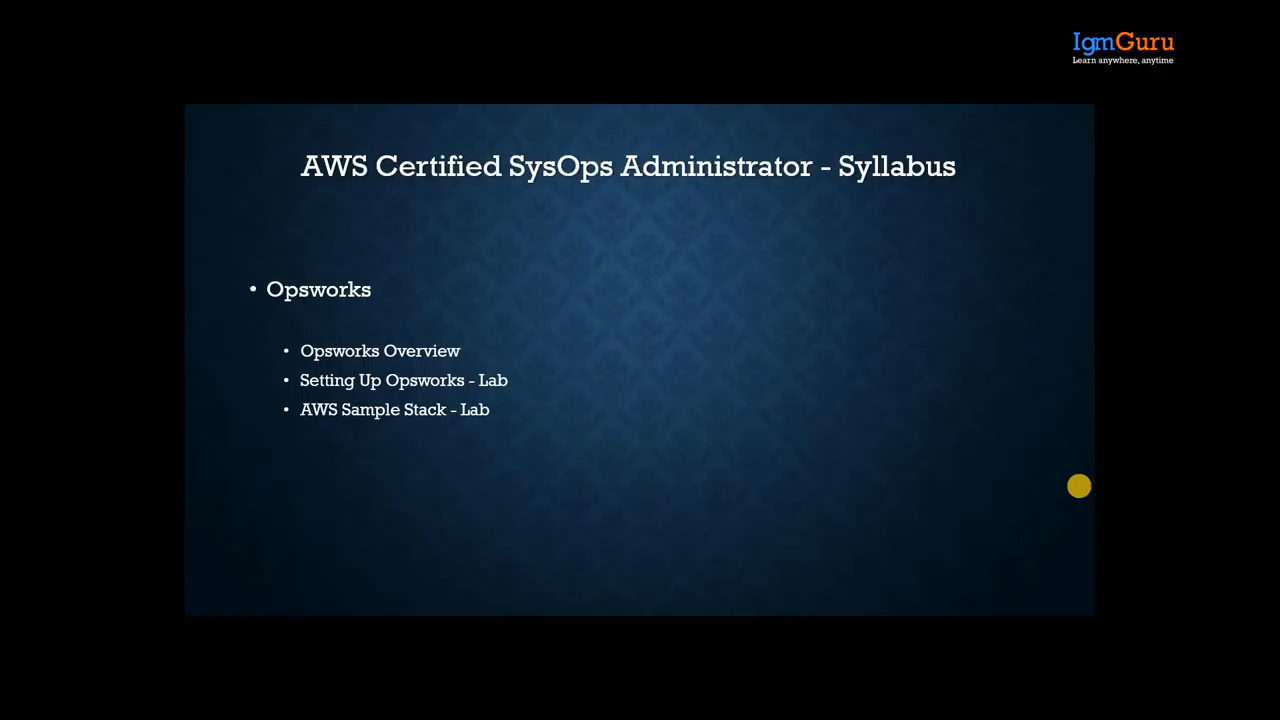 IgmGuru
Learn anywhere, anytime
AWS Certified SysOps Administrator - Syllabus
• Opsworks
• Opsworks Overview
• Setting Up Opsworks - Lab
• AWS Sample Stack - Lab